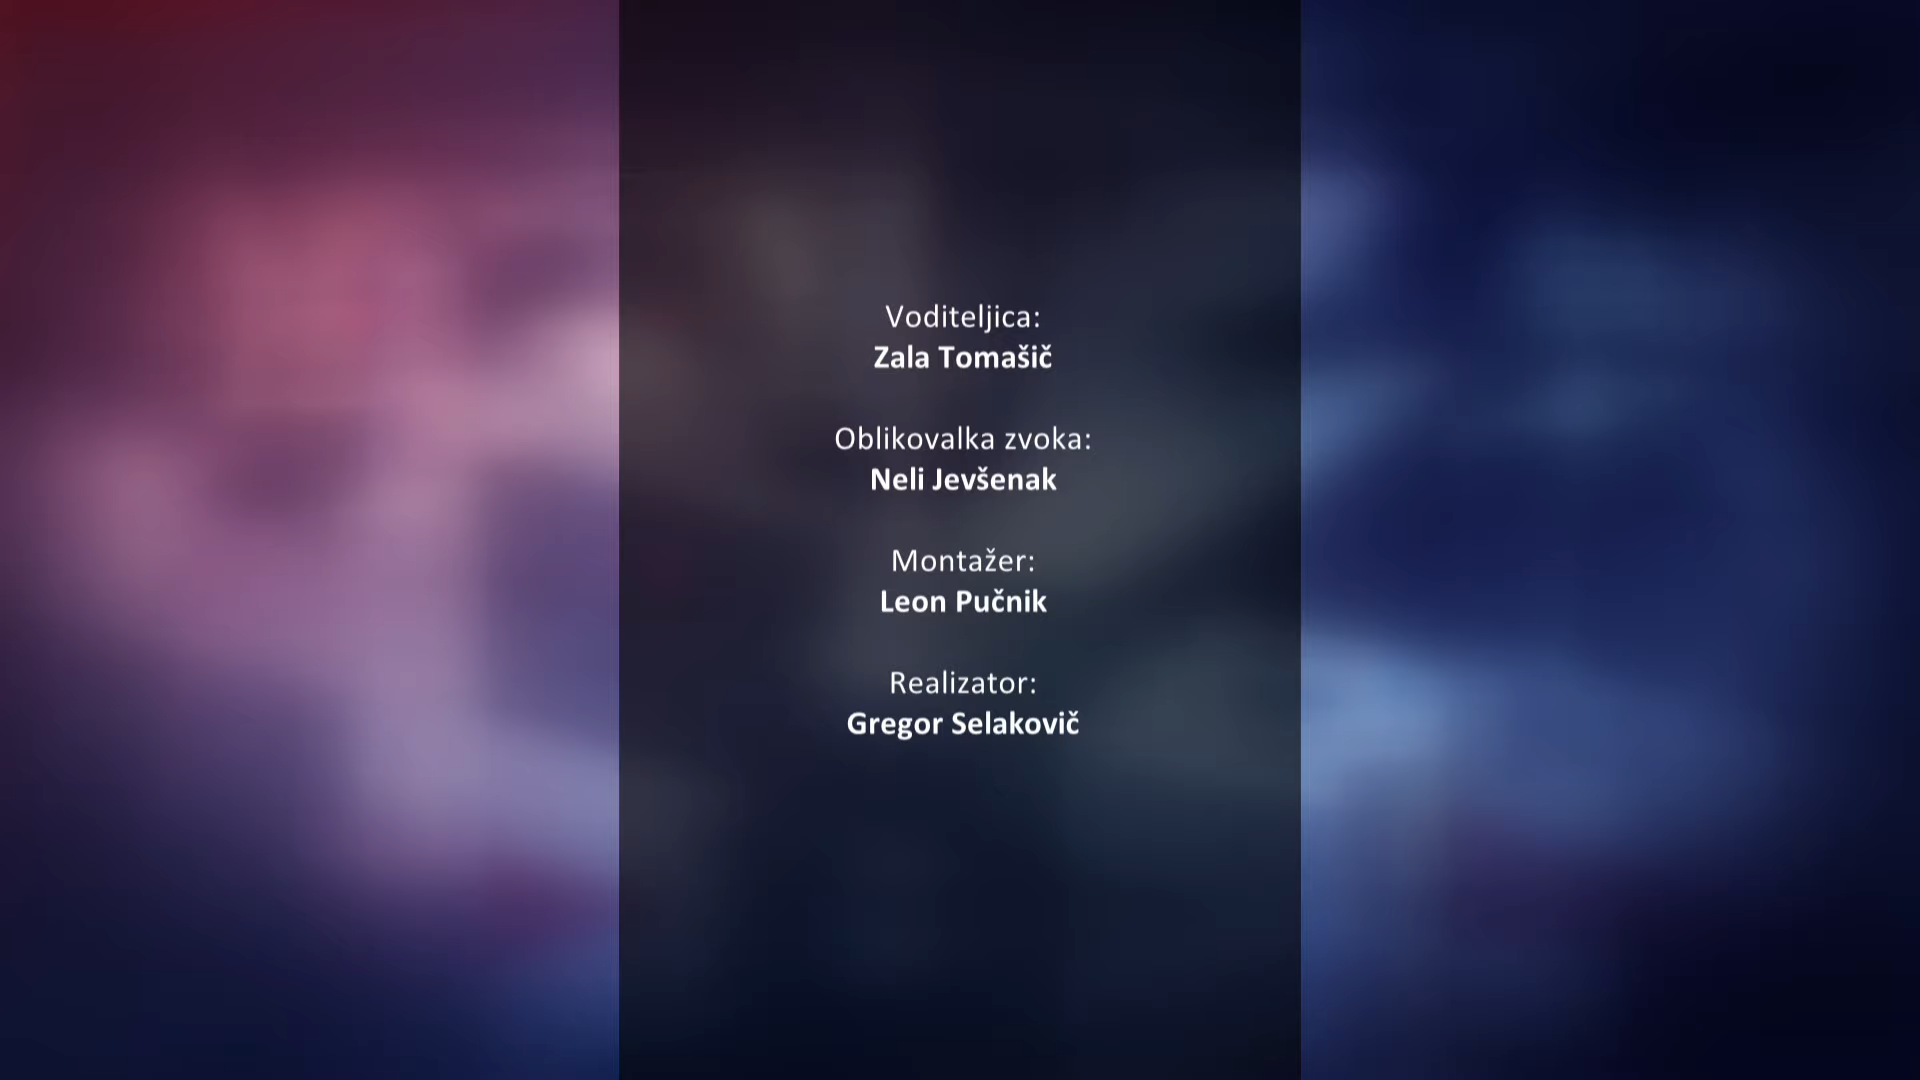 Voditeljica:
Zala Tomašič
Oblikovalka zvoka:
Neli Jevšenak
Montažer:
Leon Pučnik
Realizator:
Gregor Selakovič